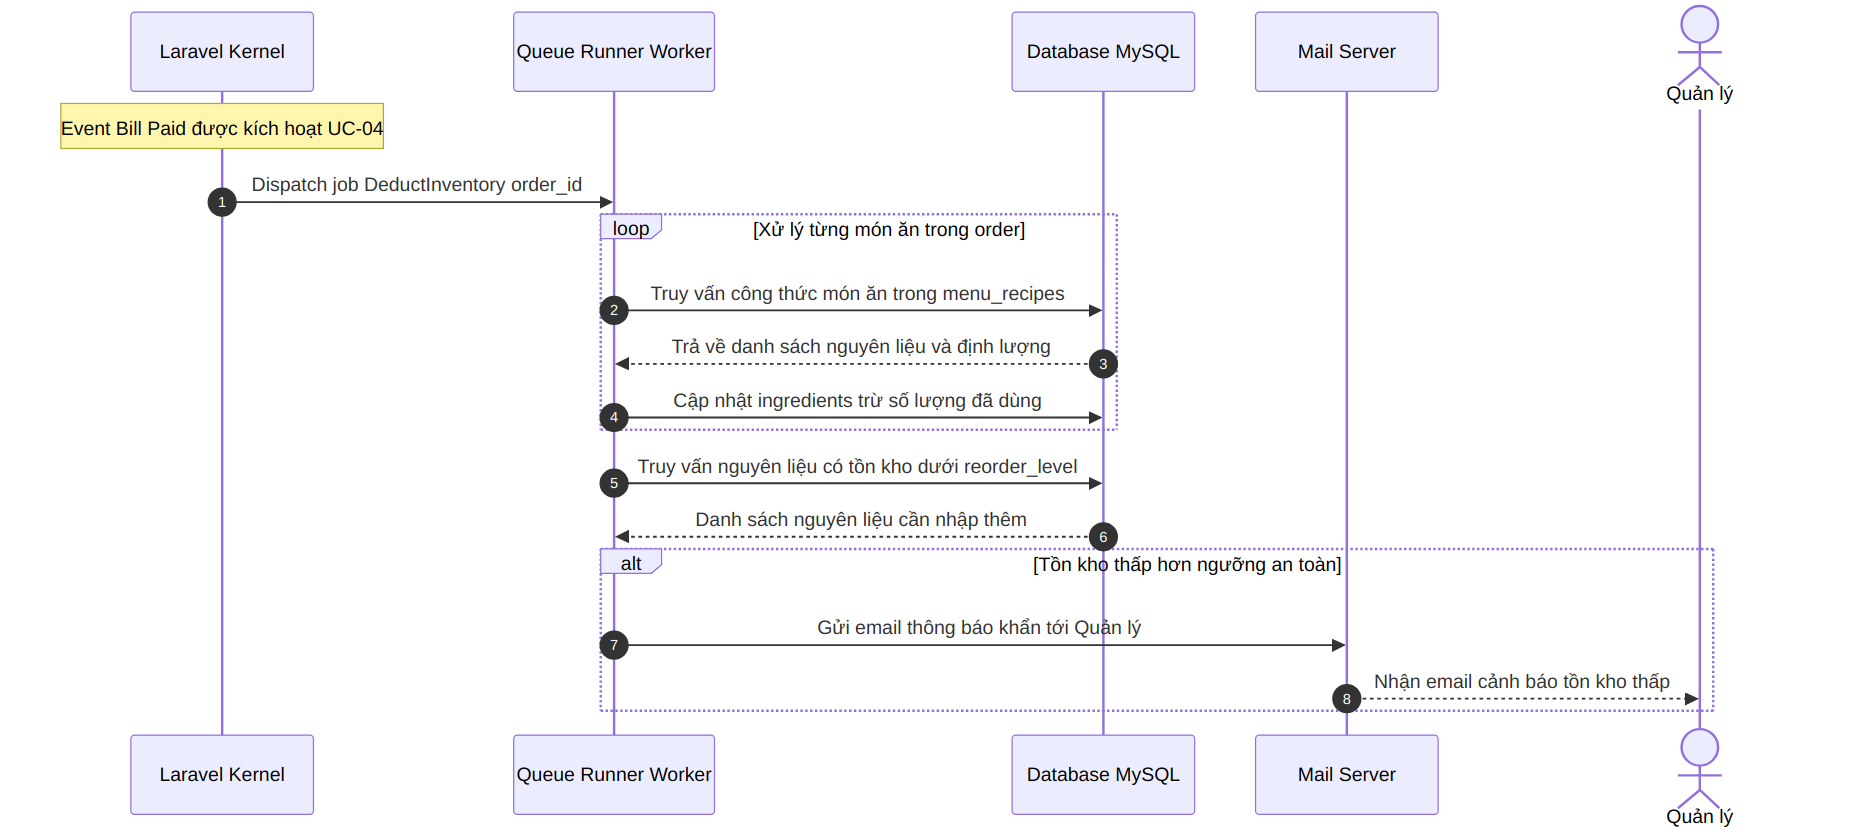 Laravel Kernel
Queue Runner Worker
Database MySQL
Mail Server
Quản lý
Event Bill Paid được kích hoạt UC-04
1
Dispatch job DeductInventory order_id
loop
[Xử lý từng món ăn trong order]
2
Truy vấn công thức món ăn trong menu_recipes
Trả về danh sách nguyên liệu và định lượng
3
4
Cập nhật ingredients trừ số lượng đã dùng
5
Truy vấn nguyên liệu có tồn kho dưới reorder_level
Danh sách nguyên liệu cần nhập thêm
6
alt
[Tồn kho thấp hơn ngưỡng an toàn]
7
Gửi email thông báo khẩn tới Quản lý
8
Nhận email cảnh báo tồn kho thấp
Laravel Kernel
Queue Runner Worker
Database MySQL
Mail Server
Quản lý